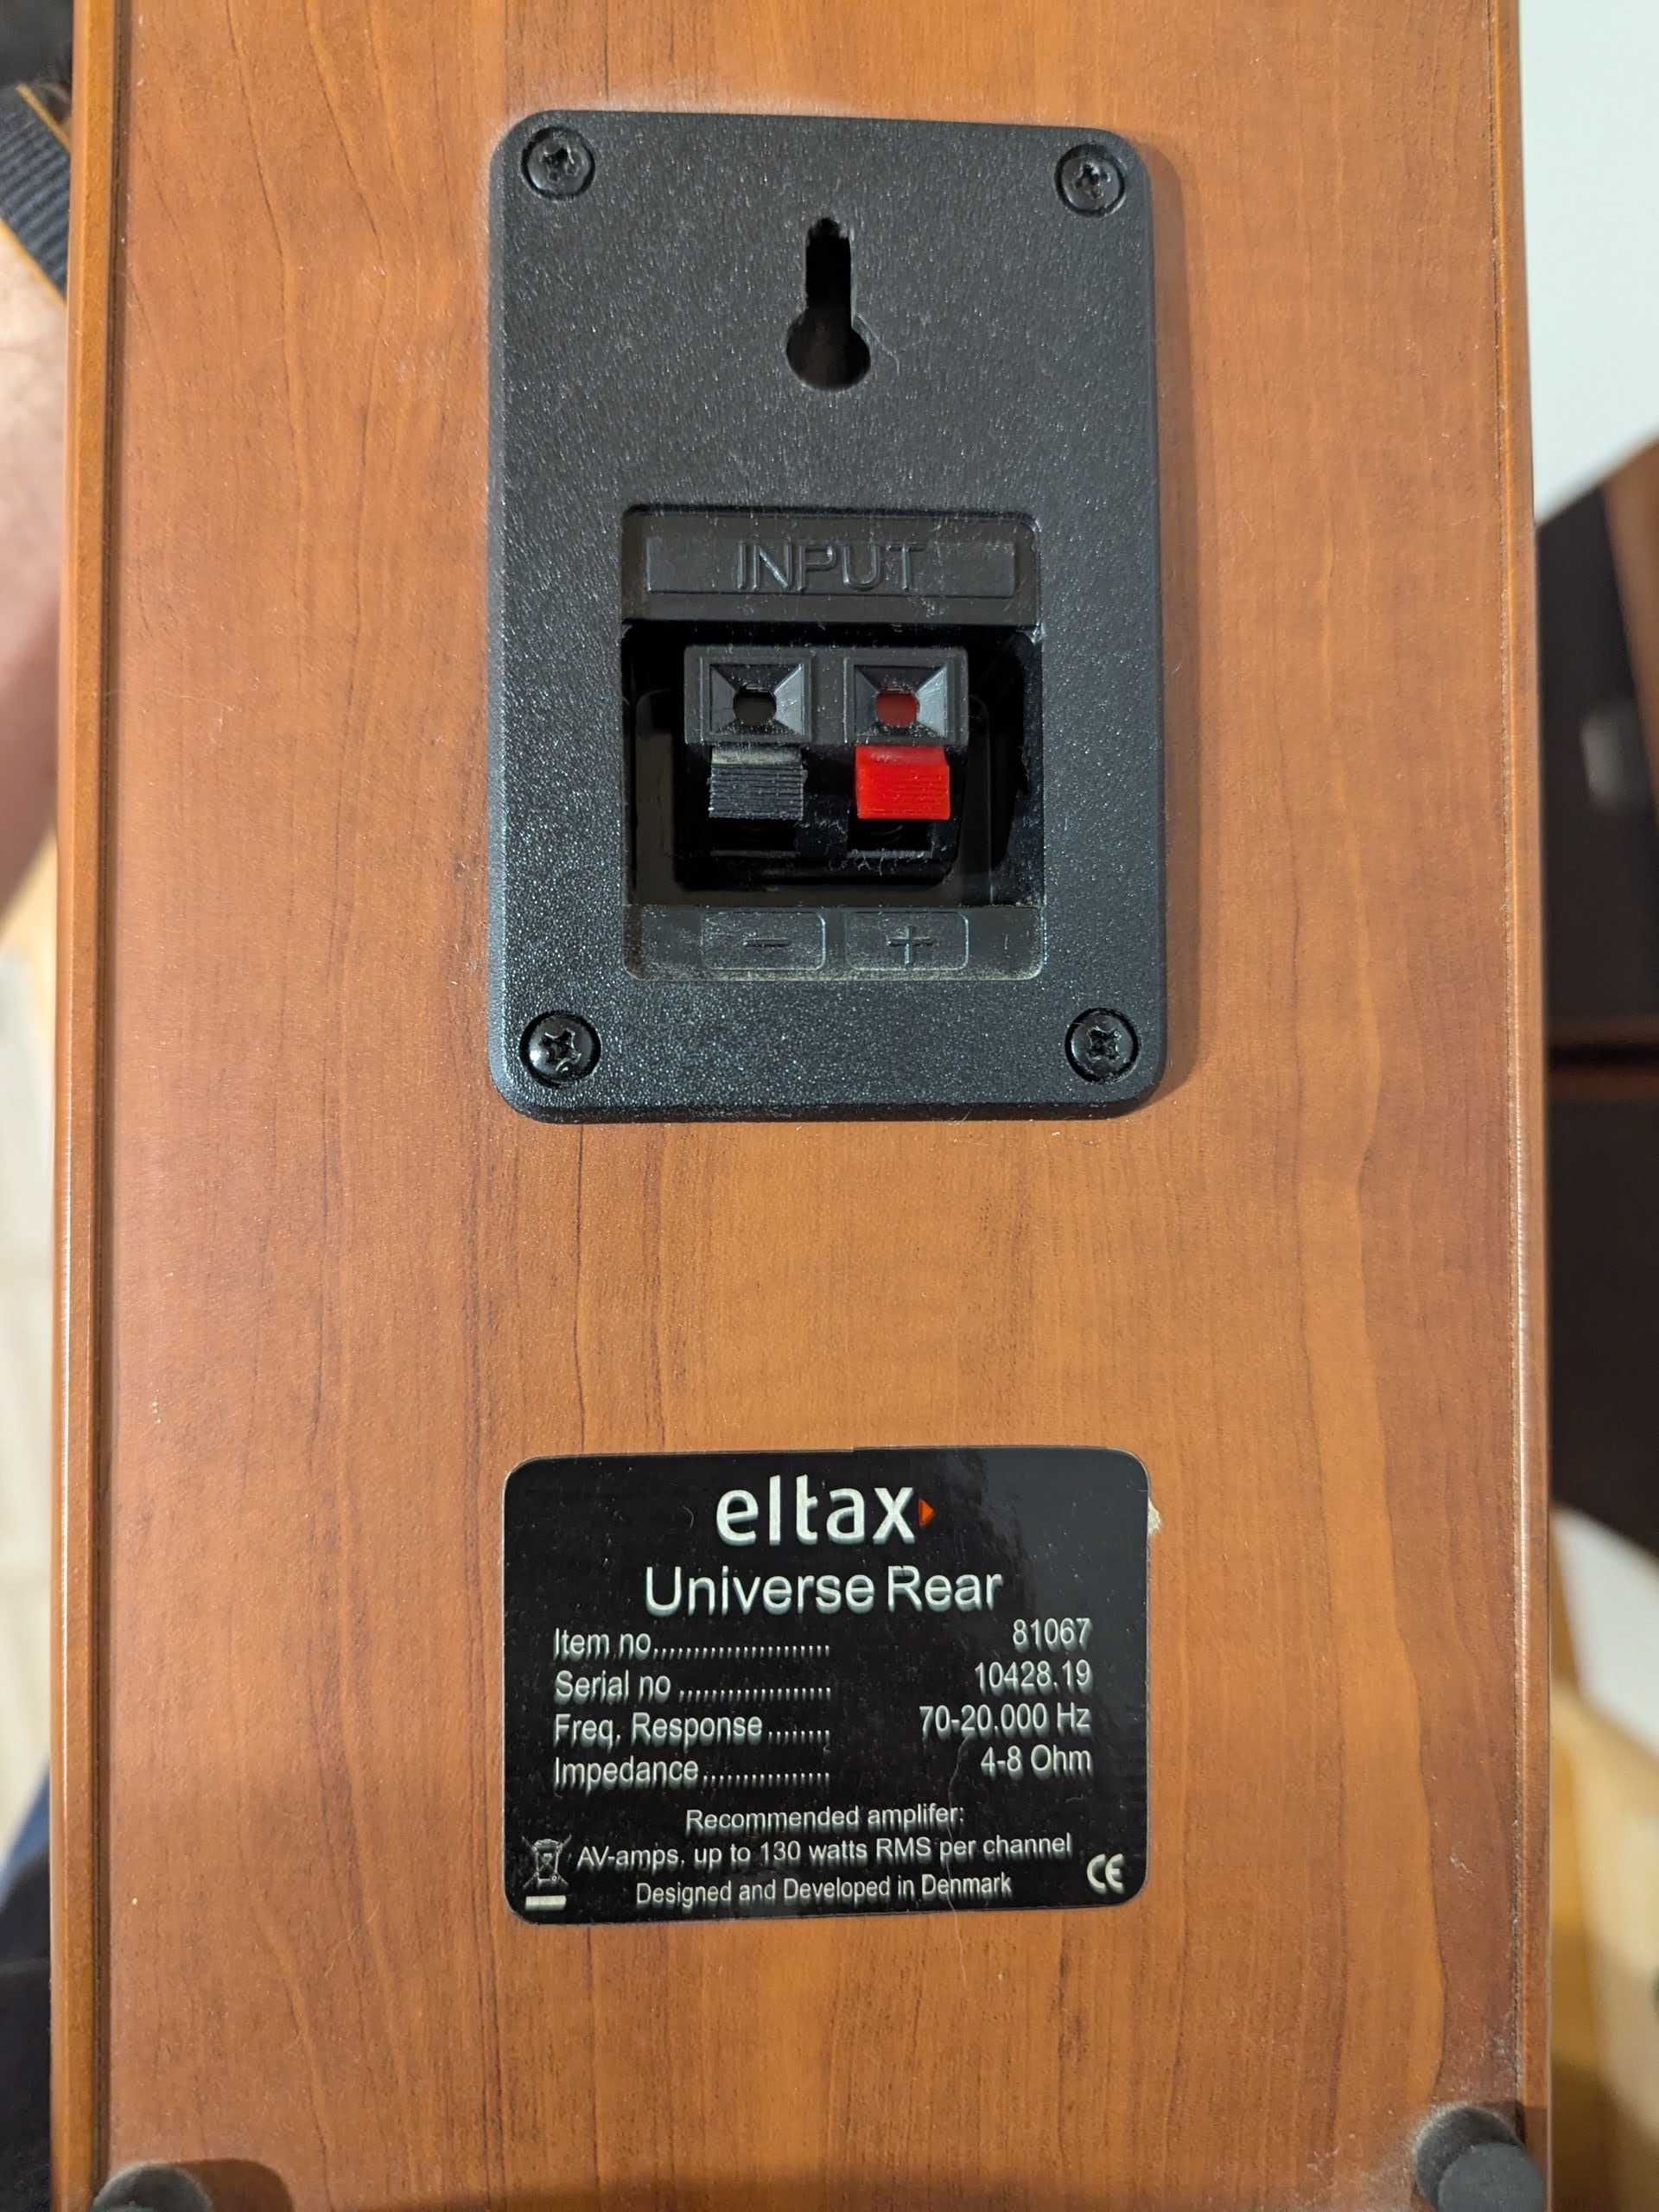 INPUT
- +
eltax
Universe Rear
Item no...................... 81067
Serial no ................... 10428.19
Freq. Response ........ 70-20.000 Hz
Impedance................ 4-8 Ohm
Recommended amplifer:
AV-amps. up to 130 watts RMS per channel
Designed and Developed in Denmark
CE